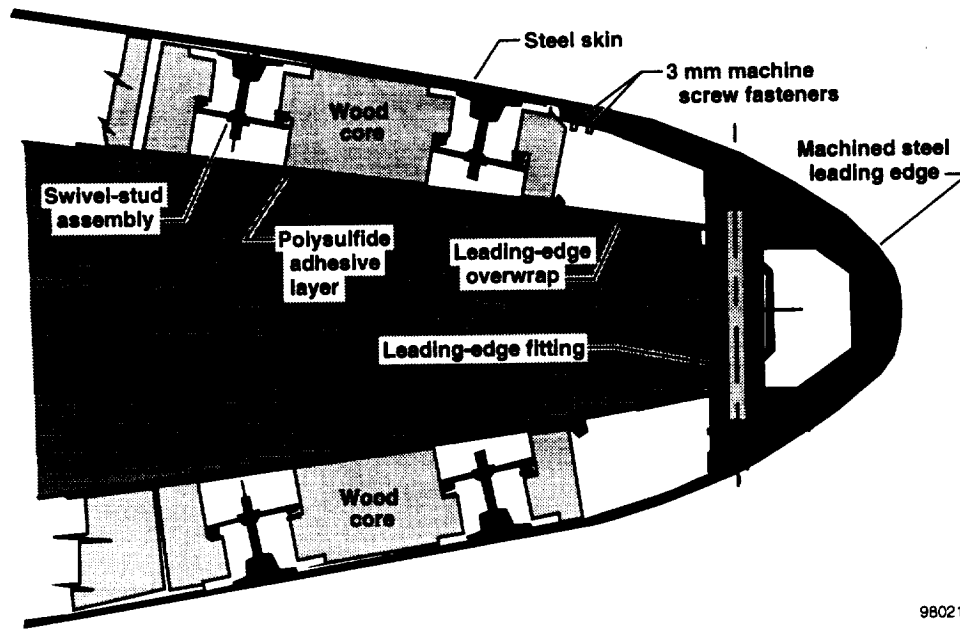 Steel skin
3 mm machine
screw fasteners
Wood
core
Machined steel
leading edge
Swivel-stud
assembly
Polysulfide
adhesive
layer
Leading-edge
overwrap
Leading-edge fitting
Wood
core
98021